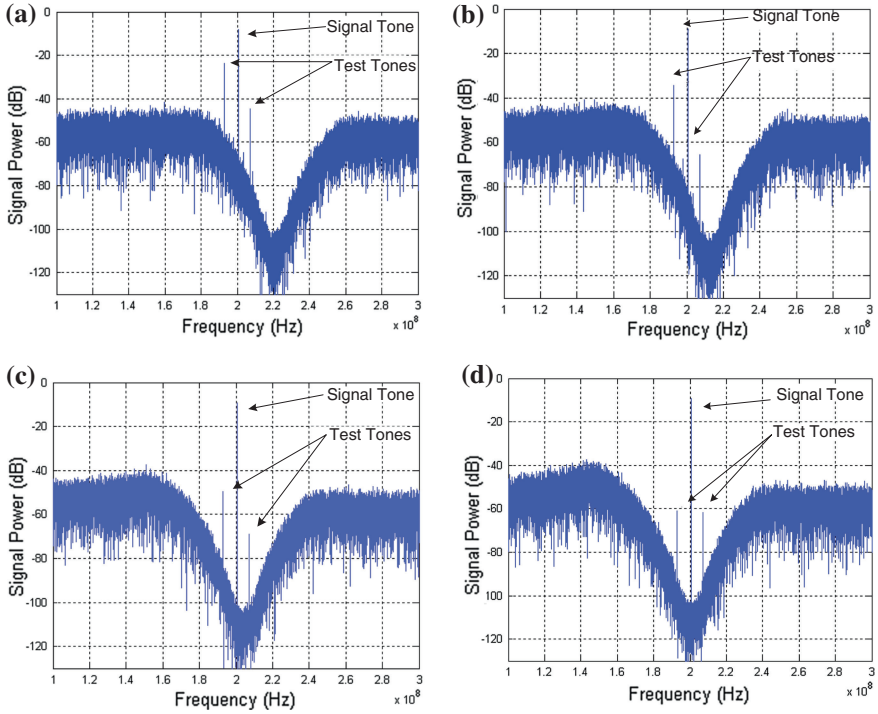 (a)
0
-20
-40
-60
-80
-100
-120
Signal Power (dB)
Signal Tone
Test Tones
1 1.2 1.4 1.6 1.8 2 2.2 2.4 2.6 2.8 3
Frequency (Hz)
x 10^8
(b)
0
-20
-40
-60
-80
-100
-120
Signal Power (dB)
Signal Tone
Test Tones
1 1.2 1.4 1.6 1.8 2 2.2 2.4 2.6 2.8 3
Frequency (Hz)
x 10^8
(c)
0
-20
-40
-60
-80
-100
-120
Signal Power (dB)
Signal Tone
Test Tones
1 1.2 1.4 1.6 1.8 2 2.2 2.4 2.6 2.8 3
Frequency (Hz)
x 10^8
(d)
0
-20
-40
-60
-80
-100
-120
Signal Power (dB)
Signal Tone
Test Tones
1 1.2 1.4 1.6 1.8 2 2.2 2.4 2.6 2.8 3
Frequency (Hz)
x 10^8